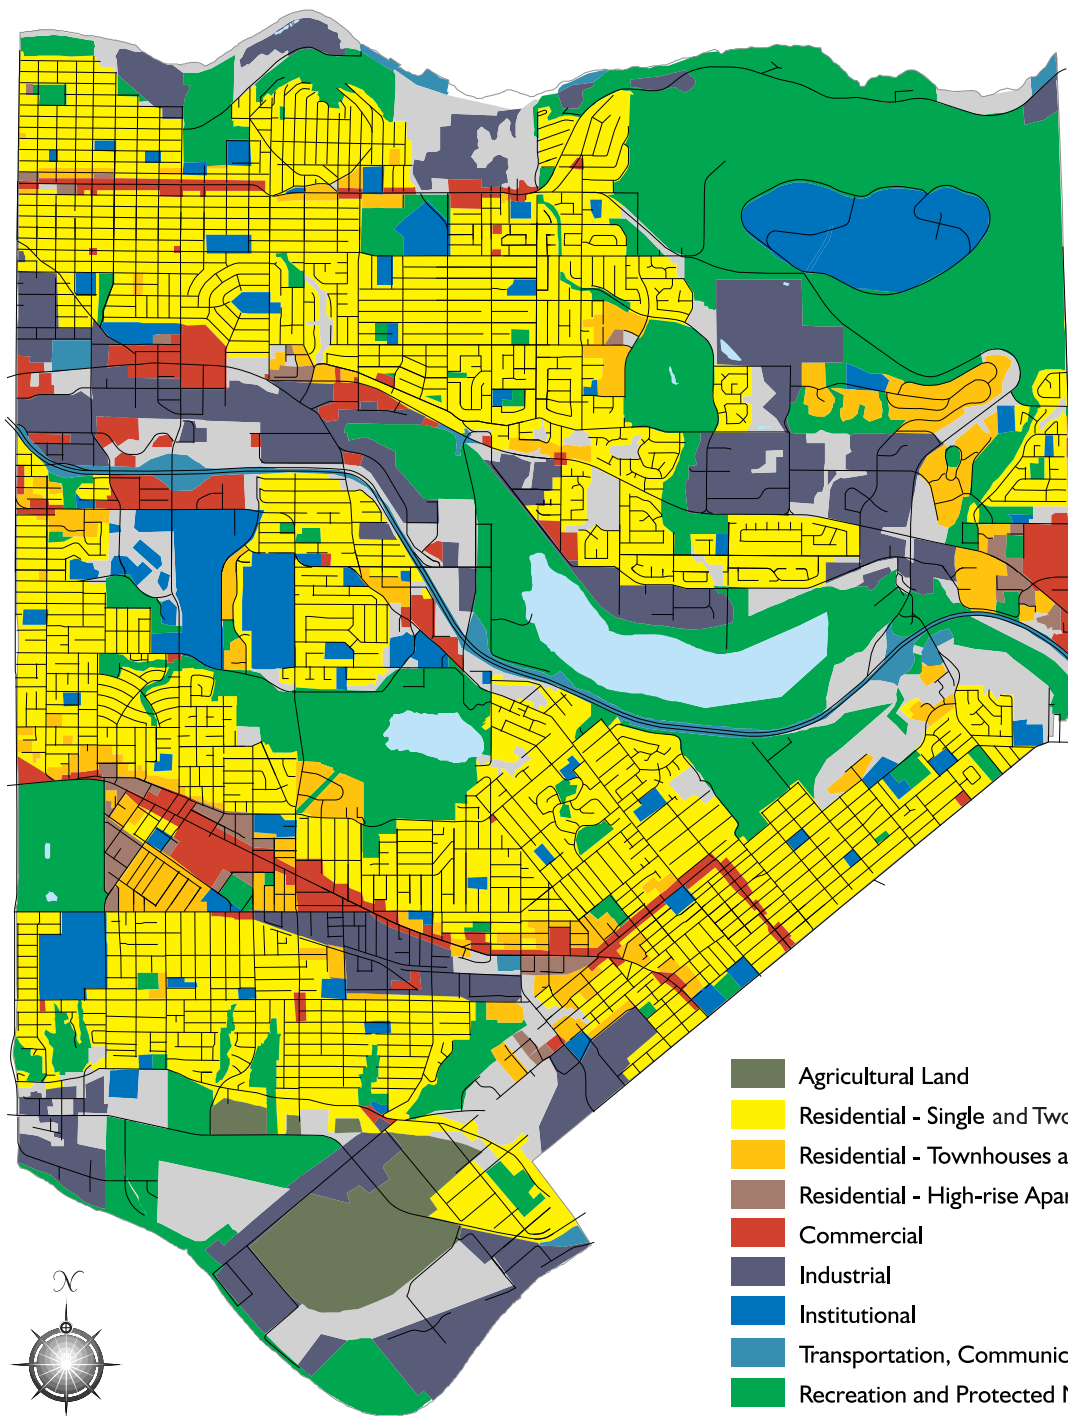 Agricultural Land
Residential - Single and Two
Residential - Townhouses a
Residential - High-rise Apar
Commercial
Industrial
Institutional
Transportation, Communic
Recreation and Protected N
N